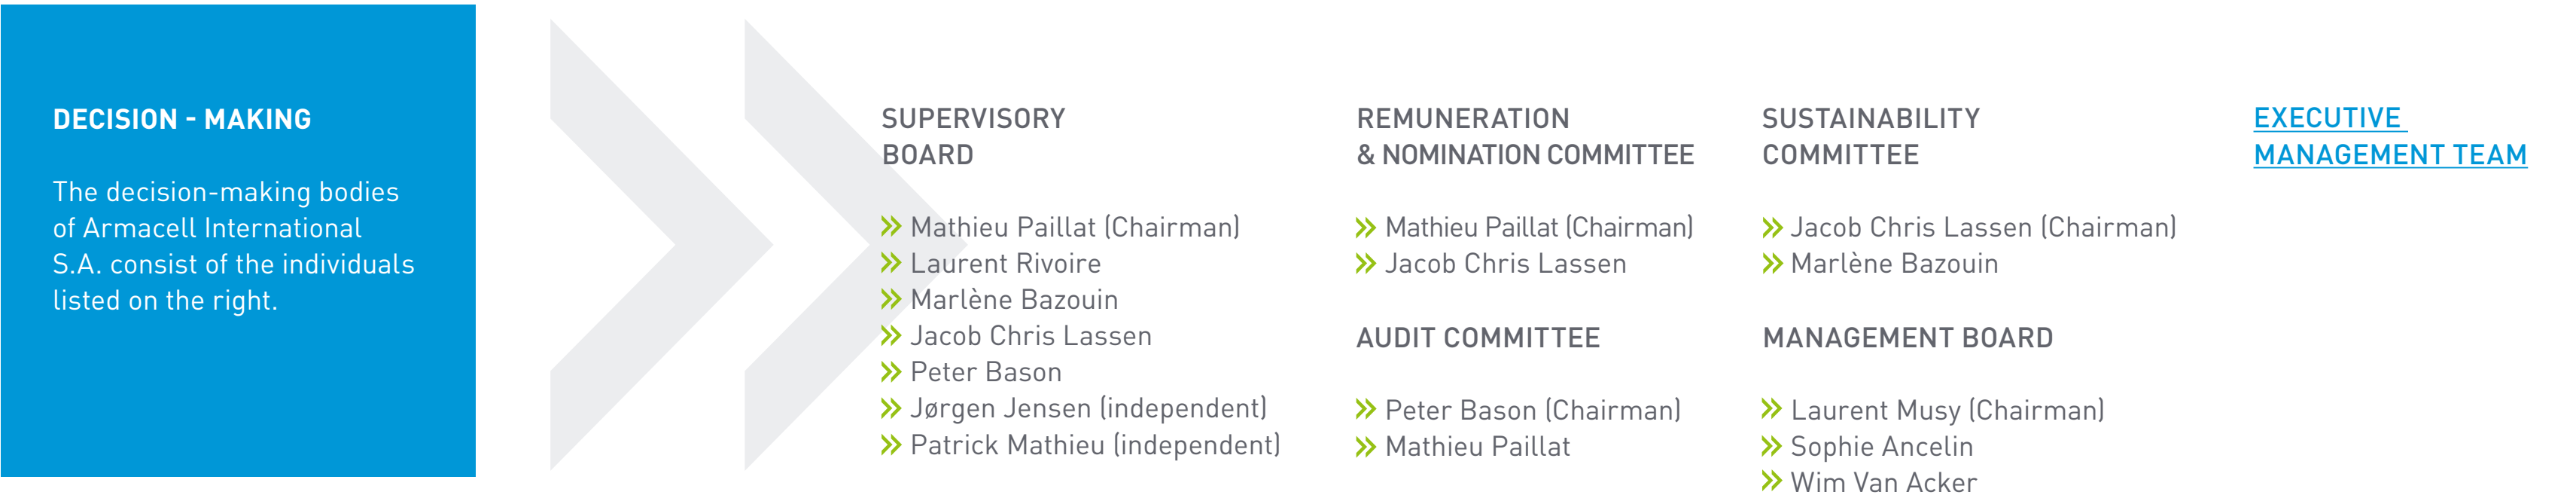 DECISION - MAKING
The decision-making bodies
of Armacell International
S.A. consist of the individuals
listed on the right.
SUPERVISORY
BOARD
Mathieu Paillat (Chairman)
Laurent Rivoire
Marlène Bazouin
Jacob Chris Lassen
Peter Bason
Jørgen Jensen (independent)
Patrick Mathieu (independent)
REMUNERATION
& NOMINATION COMMITTEE
Mathieu Paillat (Chairman)
Jacob Chris Lassen
AUDIT COMMITTEE
Peter Bason (Chairman)
Mathieu Paillat
SUSTAINABILITY
COMMITTEE
Jacob Chris Lassen (Chairman)
Marlène Bazouin
MANAGEMENT BOARD
Laurent Musy (Chairman)
Sophie Ancelin
Wim Van Acker
EXECUTIVE
MANAGEMENT TEAM